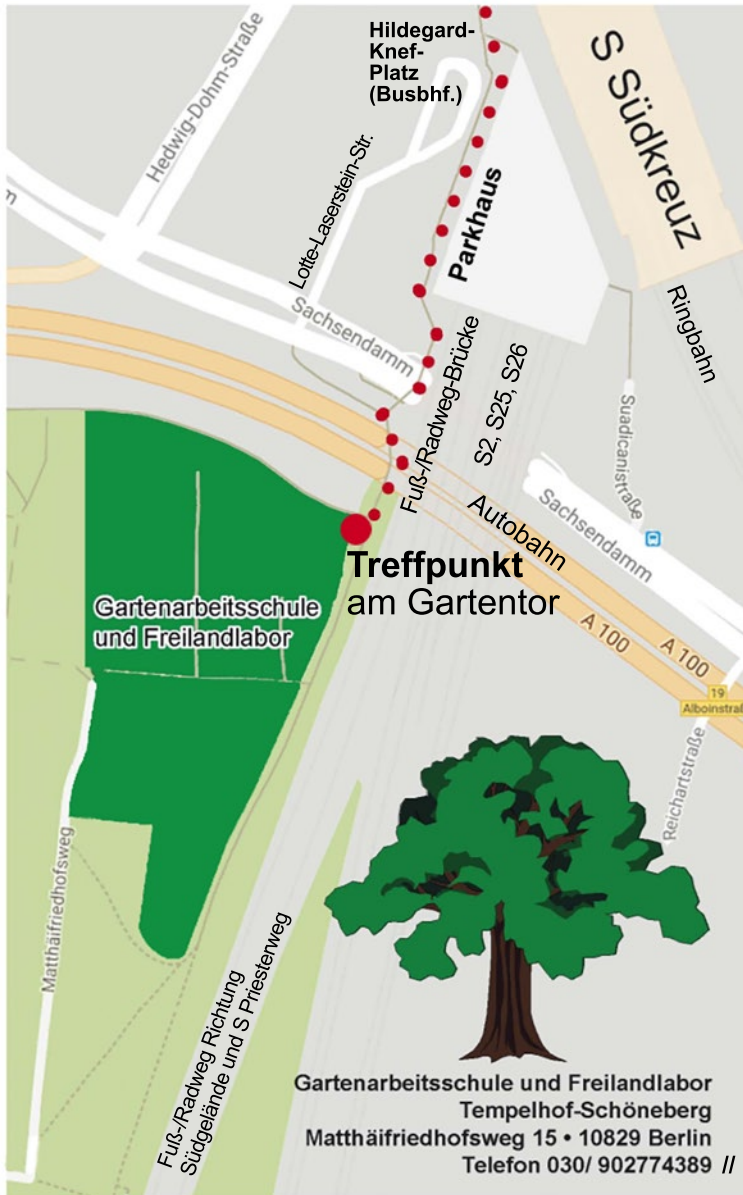 Hedwig-Dohm-Straße
Hildegard-
Knef-
Platz
(Busbhf.)
S Südkreuz
Lotte-Laserstein-Str.
Parkhaus
Sachsendamm
Ringbahn
Fuß-/Radweg-Brücke
S2, S25, S26
Suadicanistraße
Sachsendamm
Autobahn
Treffpunkt
am Gartentor
Gartenarbeitsschule
und Freilandlabor
A 100
A 100
19
Alboinstraß
Reichartstraße
Matthäifriedhofsweg
Fuß-/Radweg Richtung
Südgelände und S Priesterweg
Gartenarbeitsschule und Freilandlabor
Tempelhof-Schöneberg
Matthäifriedhofsweg 15 • 10829 Berlin
Telefon 030/ 902774389 //